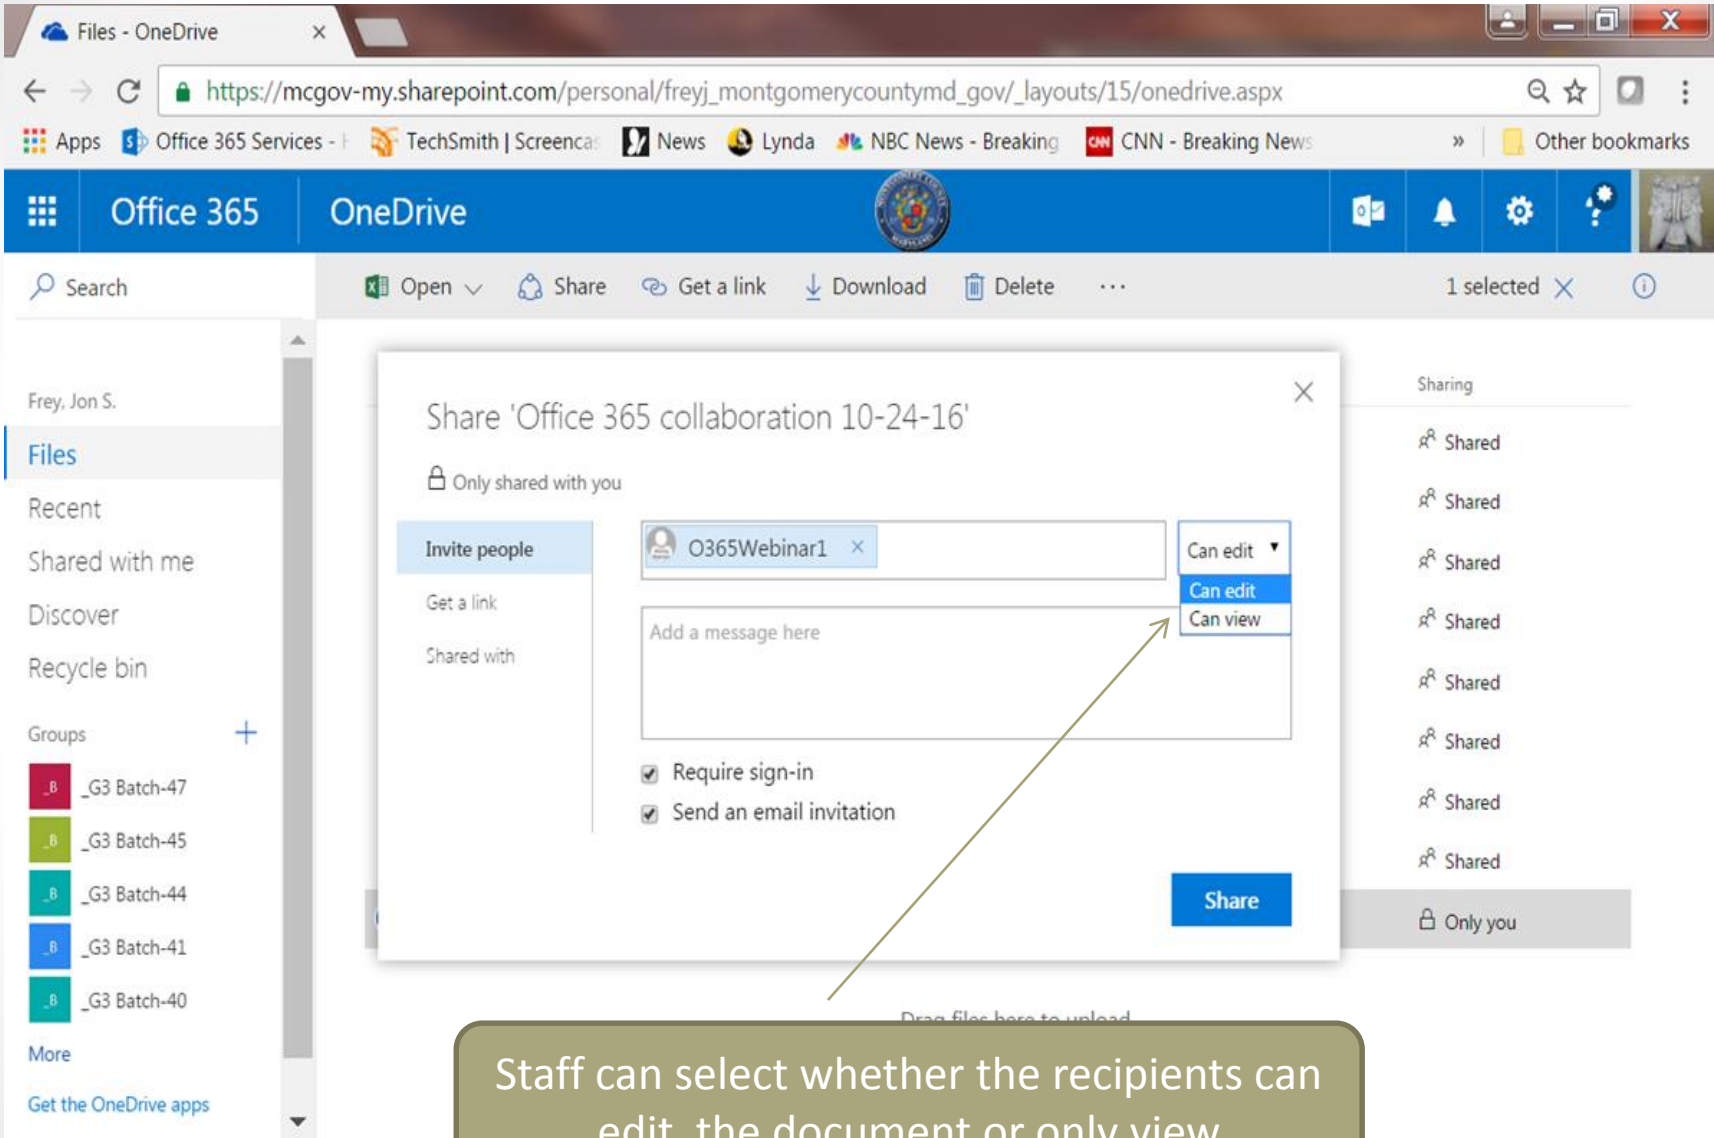 Files - OneDrive
https://mcgov-my.sharepoint.com/personal/freyj_montgomerycountymd_gov/_layouts/15/onedrive.aspx
Apps Office 365 Services - TechSmith | Screencas News Lynda NBC News - Breaking CNN - Breaking News » Other bookmarks
Office 365 OneDrive
Search Open Share Get a link Download Delete ... 1 selected
Frey, Jon S.
Files
Recent
Shared with me
Discover
Recycle bin
Groups
_B _G3 Batch-47
_B _G3 Batch-45
_B _G3 Batch-44
_B _G3 Batch-41
_B _G3 Batch-40
More
Get the OneDrive apps
Share 'Office 365 collaboration 10-24-16'
Only shared with you
Invite people
Get a link
Shared with
O365Webinar1
Can edit
Can edit
Can view
Add a message here
Require sign-in
Send an email invitation
Share
Sharing
Shared
Shared
Shared
Shared
Shared
Shared
Shared
Shared
Only you
Drag files here to upload
Staff can select whether the recipients can
edit the document or only view